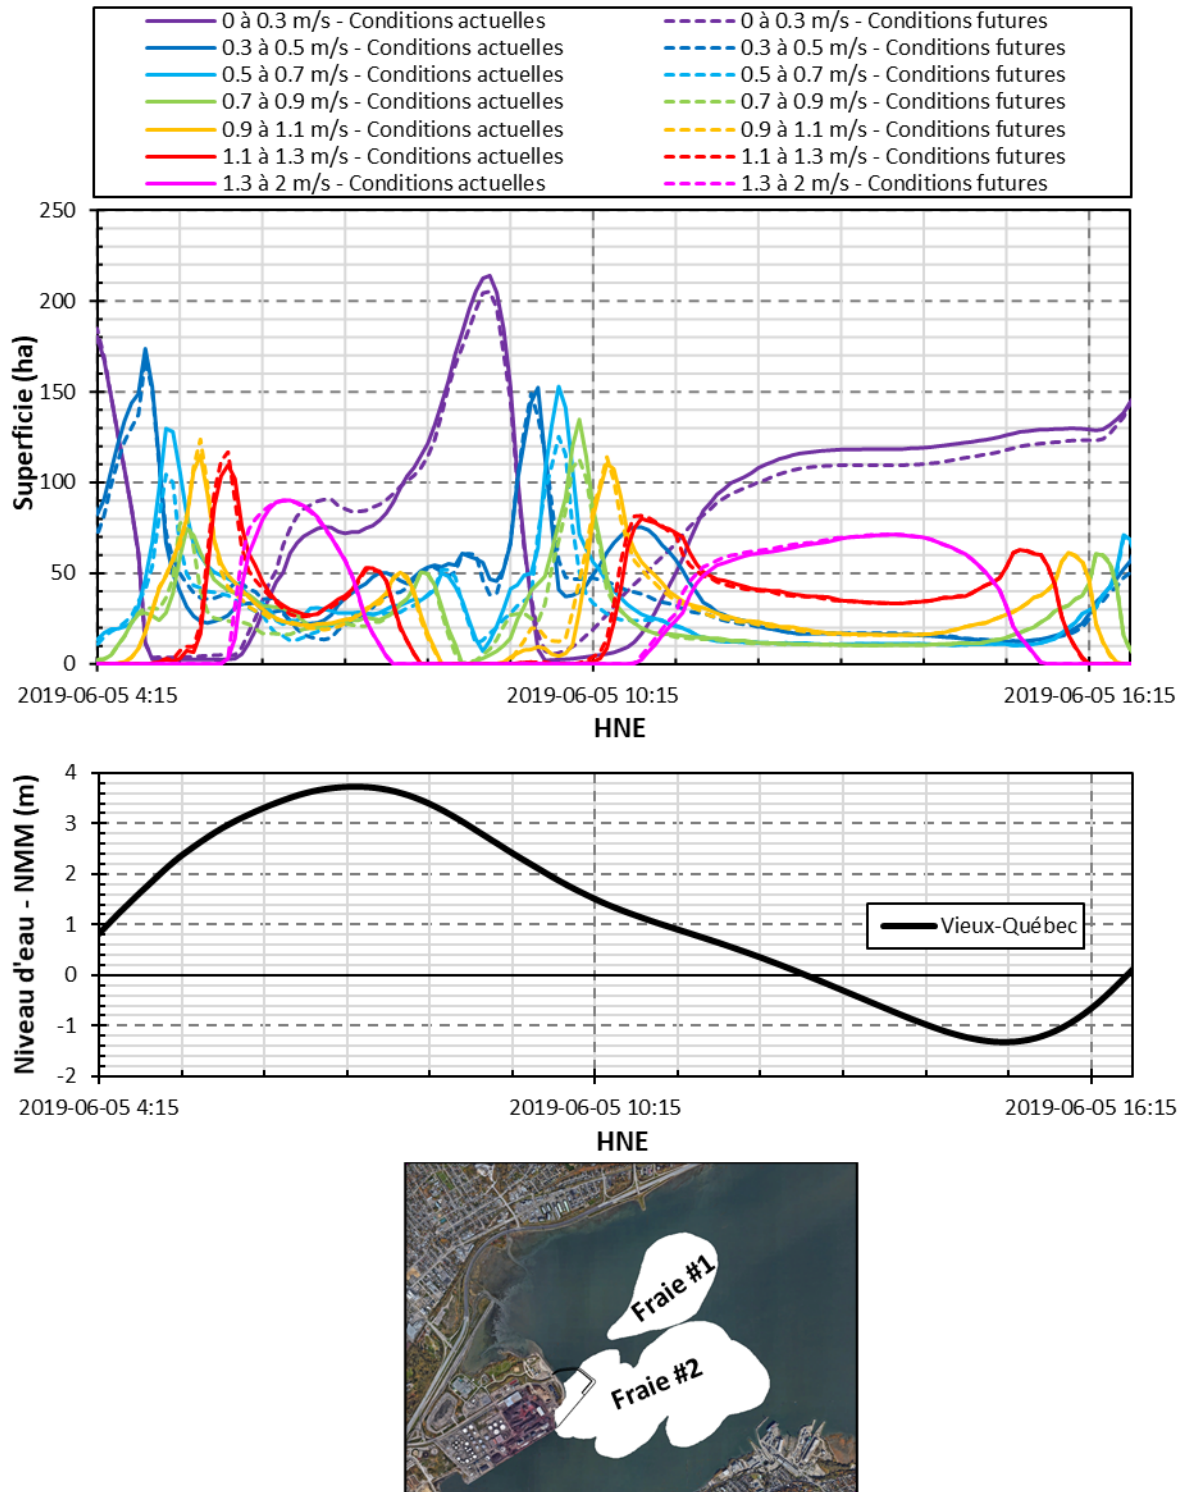 0 à 0.3 m/s - Conditions actuelles 0 à 0.3 m/s - Conditions futures
0.3 à 0.5 m/s - Conditions actuelles 0.3 à 0.5 m/s - Conditions futures
0.5 à 0.7 m/s - Conditions actuelles 0.5 à 0.7 m/s - Conditions futures
0.7 à 0.9 m/s - Conditions actuelles 0.7 à 0.9 m/s - Conditions futures
0.9 à 1.1 m/s - Conditions actuelles 0.9 à 1.1 m/s - Conditions futures
1.1 à 1.3 m/s - Conditions actuelles 1.1 à 1.3 m/s - Conditions futures
1.3 à 2 m/s - Conditions actuelles 1.3 à 2 m/s - Conditions futures
Superficie (ha)
250
200
150
100
50
0
2019-06-05 4:15 2019-06-05 10:15 2019-06-05 16:15
HNE
Niveau d'eau - NMM (m)
4
3
2
1
0
-1
-2
Vieux-Québec
2019-06-05 4:15 2019-06-05 10:15 2019-06-05 16:15
HNE
Fraie #1
Fraie #2